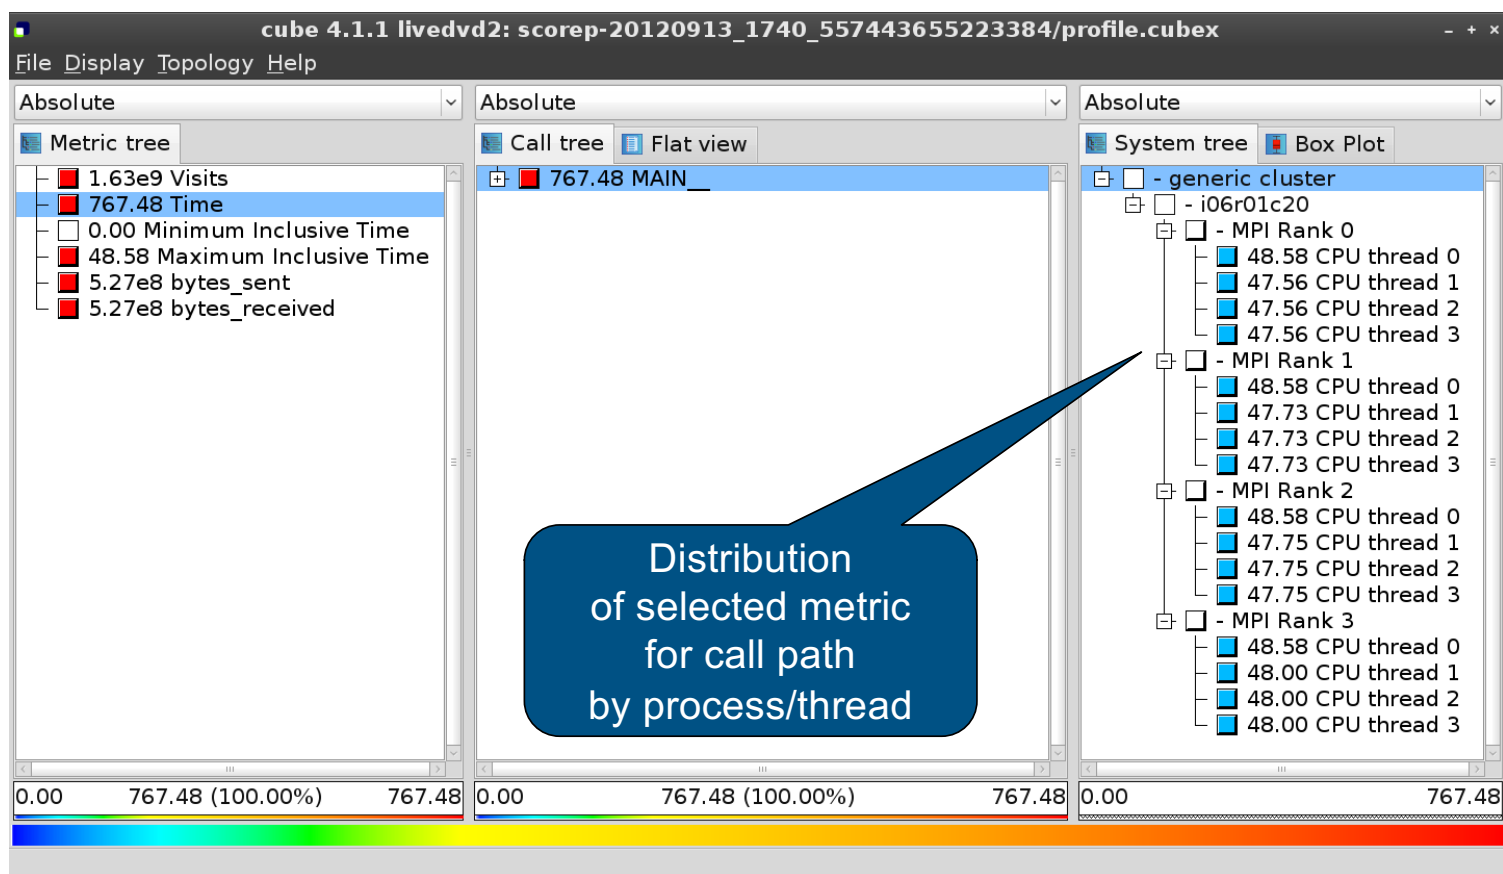 cube 4.1.1 livedvd2: scorep-20120913_1740_557443655223384/profile.cubex
File Display Topology Help
Absolute
Absolute
Absolute
Metric tree
Call tree
Flat view
System tree
Box Plot
1.63e9 Visits
767.48 Time
0.00 Minimum Inclusive Time
48.58 Maximum Inclusive Time
5.27e8 bytes_sent
5.27e8 bytes_received
767.48 MAIN__
- generic cluster
- i06r01c20
- MPI Rank 0
48.58 CPU thread 0
47.56 CPU thread 1
47.56 CPU thread 2
47.56 CPU thread 3
- MPI Rank 1
48.58 CPU thread 0
47.73 CPU thread 1
47.73 CPU thread 2
47.73 CPU thread 3
- MPI Rank 2
48.58 CPU thread 0
47.75 CPU thread 1
47.75 CPU thread 2
47.75 CPU thread 3
- MPI Rank 3
48.58 CPU thread 0
48.00 CPU thread 1
48.00 CPU thread 2
48.00 CPU thread 3
Distribution
of selected metric
for call path
by process/thread
0.00 767.48 (100.00%) 767.48
0.00 767.48 (100.00%) 767.48
0.00 767.48